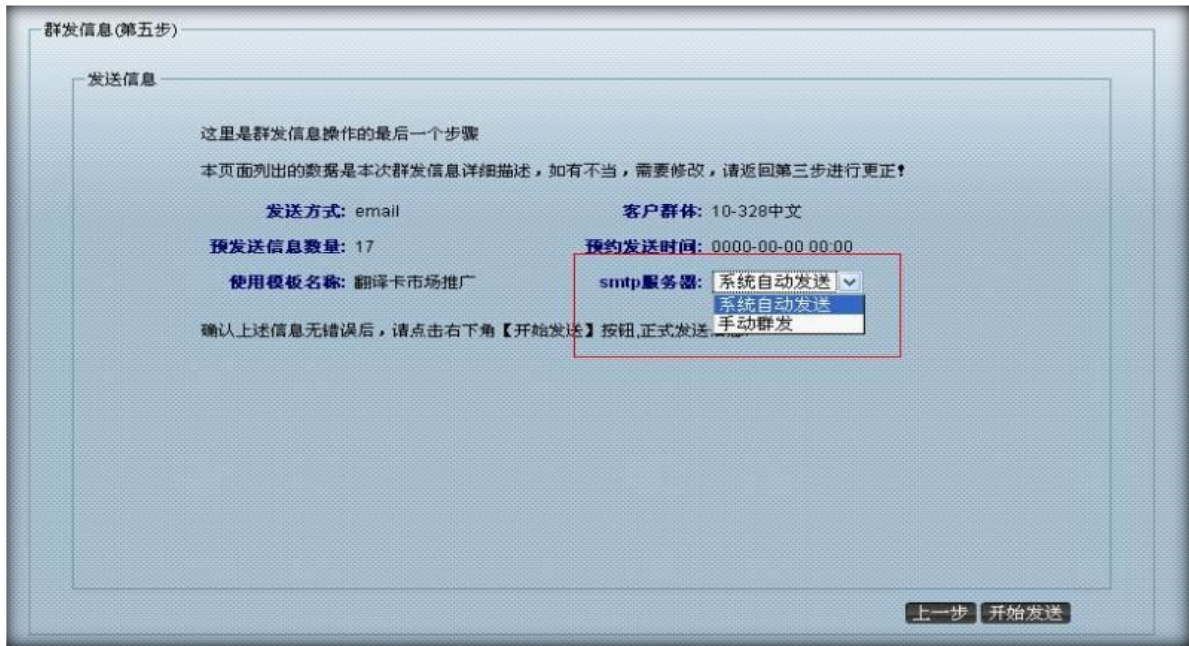 群发信息(第五步)
发送信息
这里是群发信息操作的最后一个步骤
本页面列出的数据是本次群发信息详细描述，如有不当，需要修改，请返回第三步进行更正！
发送方式: email 客户群体: 10-328中文
预发送信息数量: 17 预约发送时间: 0000-00-00 00:00
使用模板名称: 翻译卡市场推广 smtp服务器: 系统自动发送
系统自动发送
手动群发
确认上述信息无错误后，请点击右下角【开始发送】按钮,正式发送
上一步 开始发送